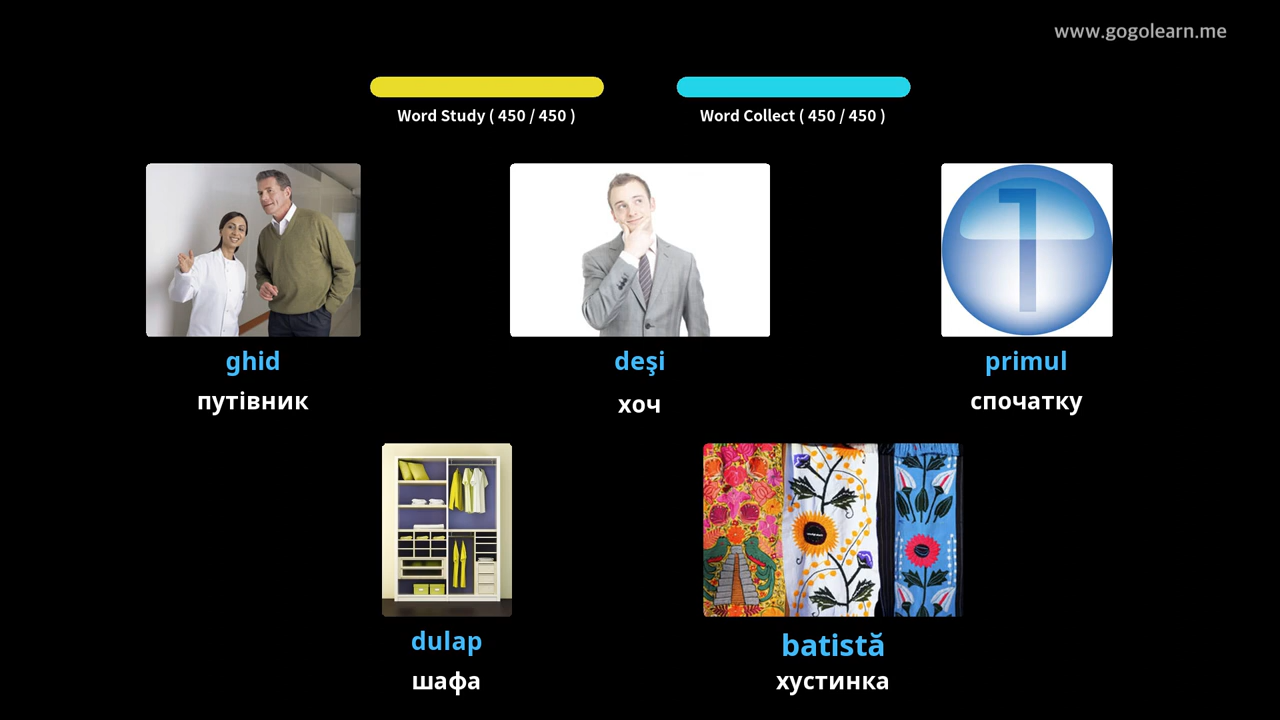 www.gogolearn.me
Word Study ( 450 / 450 )
Word Collect ( 450 / 450 )
ghid
deşi
primul
путівник
хоч
спочатку
dulap
batistă
шафа
хустинка